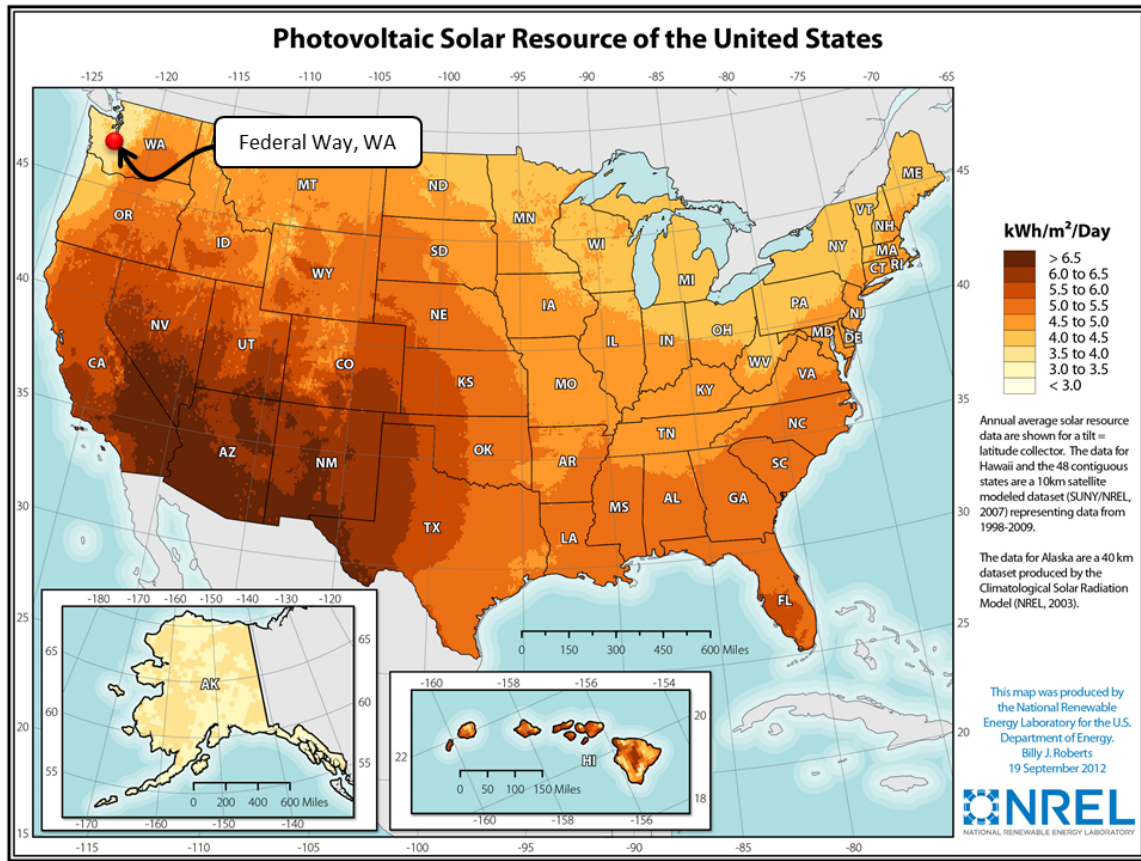 Photovoltaic Solar Resource of the United States
-125 -120 -115 -110 -105 -100 -95 -90 -85 -80 -75 -70 -65
Federal Way, WA
WA
OR
CA
NV
ID
MT
WY
UT
CO
AZ
NM
ND
SD
NE
KS
OK
TX
MN
IA
MO
AR
LA
WI
IL
MI
IN
OH
KY
TN
MS
AL
GA
FL
SC
NC
VA
WV
PA
NY
ME
VT
NH
MA
CT
RI
NJ
DE
MD
45
40
35
30
25
20
15
45
40
35
30
25
20
-115 -110 -105 -100 -95 -90 -85 -80
kWh/m²/Day
> 6.5
6.0 to 6.5
5.5 to 6.0
5.0 to 5.5
4.5 to 5.0
4.0 to 4.5
3.5 to 4.0
3.0 to 3.5
< 3.0
Annual average solar resource
data are shown for a tilt =
latitude collector. The data for
Hawaii and the 48 contiguous
states are a 10km satellite
modeled dataset (SUNY/NREL,
2007) representing data from
1998-2009.
The data for Alaska are a 40 km
dataset produced by the
Climatological Solar Radiation
Model (NREL, 2003).
0 150 300 450 600 Miles
-180 -170 -160 -150 -140 -130 -120
65
60
55
65
60
55
AK
0 200 400 600 Miles
-170 -160 -150 -140
-160 -158 -156 -154
22
20
18
HI
0 50 100 150 Miles
-160 -158 -156
This map was produced by
the National Renewable
Energy Laboratory for the U.S.
Department of Energy.
Billy J. Roberts
19 September 2012
NREL
NATIONAL RENEWABLE ENERGY LABORATORY